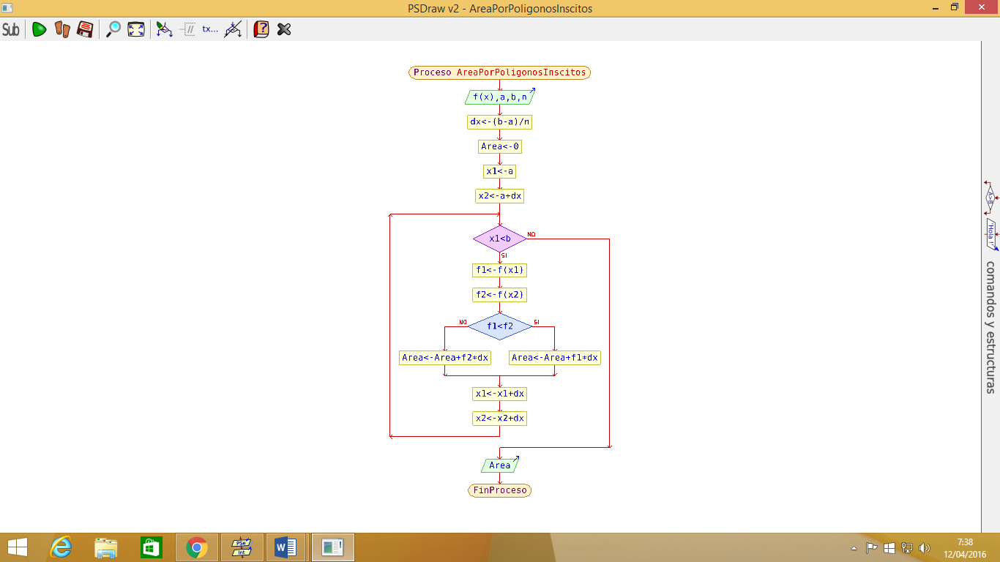 PSDraw v2 - AreaPorPoligonosInscitos
Sub
tx...
Proceso AreaPorPoligonosInscitos
f(x),a,b,n
dx<-(b-a)/n
Area<-0
x1<-a
x2<-a+dx
x1<b
NO
SI
f1<-f(x1)
f2<-f(x2)
f1<f2
NO
SI
Area<-Area+f2*dx
Area<-Area+f1*dx
x1<-x1+dx
x2<-x2+dx
Area
FinProceso
A>B
"Hola !"
comandos y estructuras
PSe
Int
7:38
12/04/2016